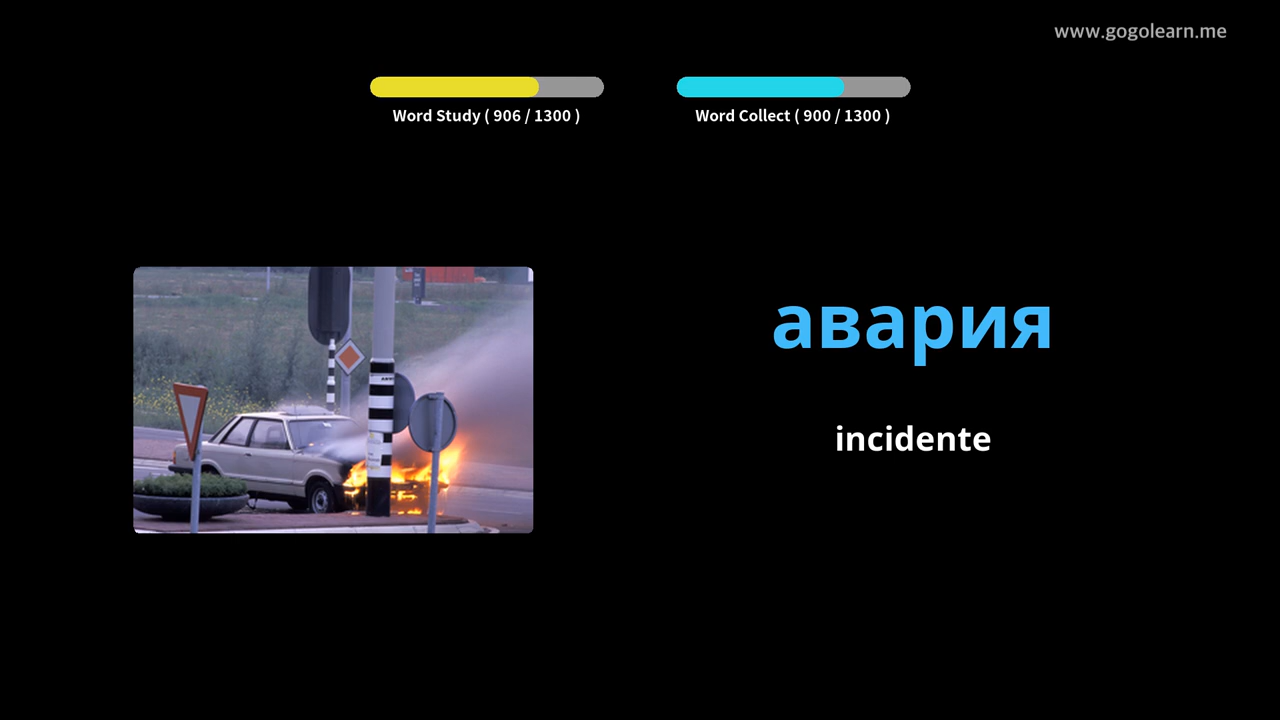 www.gogolearn.me
Word Study ( 906 / 1300 )
Word Collect ( 900 / 1300 )
авария
incidente